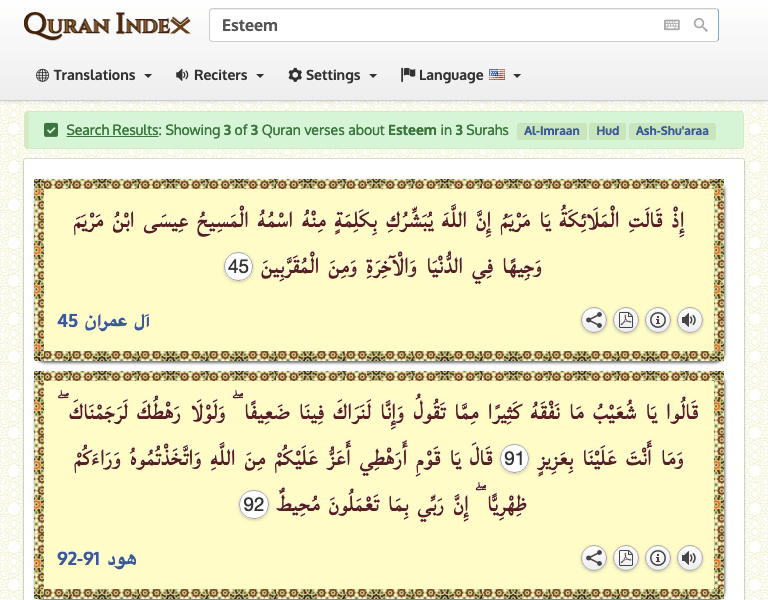 QURAN INDEX
Esteem
Translations Reciters Settings Language
Search Results: Showing 3 of 3 Quran verses about Esteem in 3 Surahs Al-Imraan Hud Ash-Shu'araa
إِذْ قَالَتِ الْمَلَائِكَةُ يَا مَرْيَمُ إِنَّ اللَّهَ يُبَشِّرُكِ بِكَلِمَةٍ مِنْهُ اسْمُهُ الْمَسِيحُ عِيسَى ابْنُ مَرْيَمَ
وَجِيهًا فِي الدُّنْيَا وَالْآخِرَةِ وَمِنَ الْمُقَرَّبِينَ 45
آل عمران 45
قَالُوا يَا شُعَيْبُ مَا نَفْقَهُ كَثِيرًا مِمَّا تَقُولُ وَإِنَّا لَنَرَاكَ فِينَا ضَعِيفًا ۖ وَلَوْلَا رَهْطُكَ لَرَجَمْنَاكَ ۖ
وَمَا أَنْتَ عَلَيْنَا بِعَزِيزٍ 91 قَالَ يَا قَوْمِ أَرَهْطِي أَعَزُّ عَلَيْكُمْ مِنَ اللَّهِ وَاتَّخَذْتُمُوهُ وَرَاءَكُمْ
ظِهْرِيًّا ۖ إِنَّ رَبِّي بِمَا تَعْمَلُونَ مُحِيطٌ 92
هود 91-92